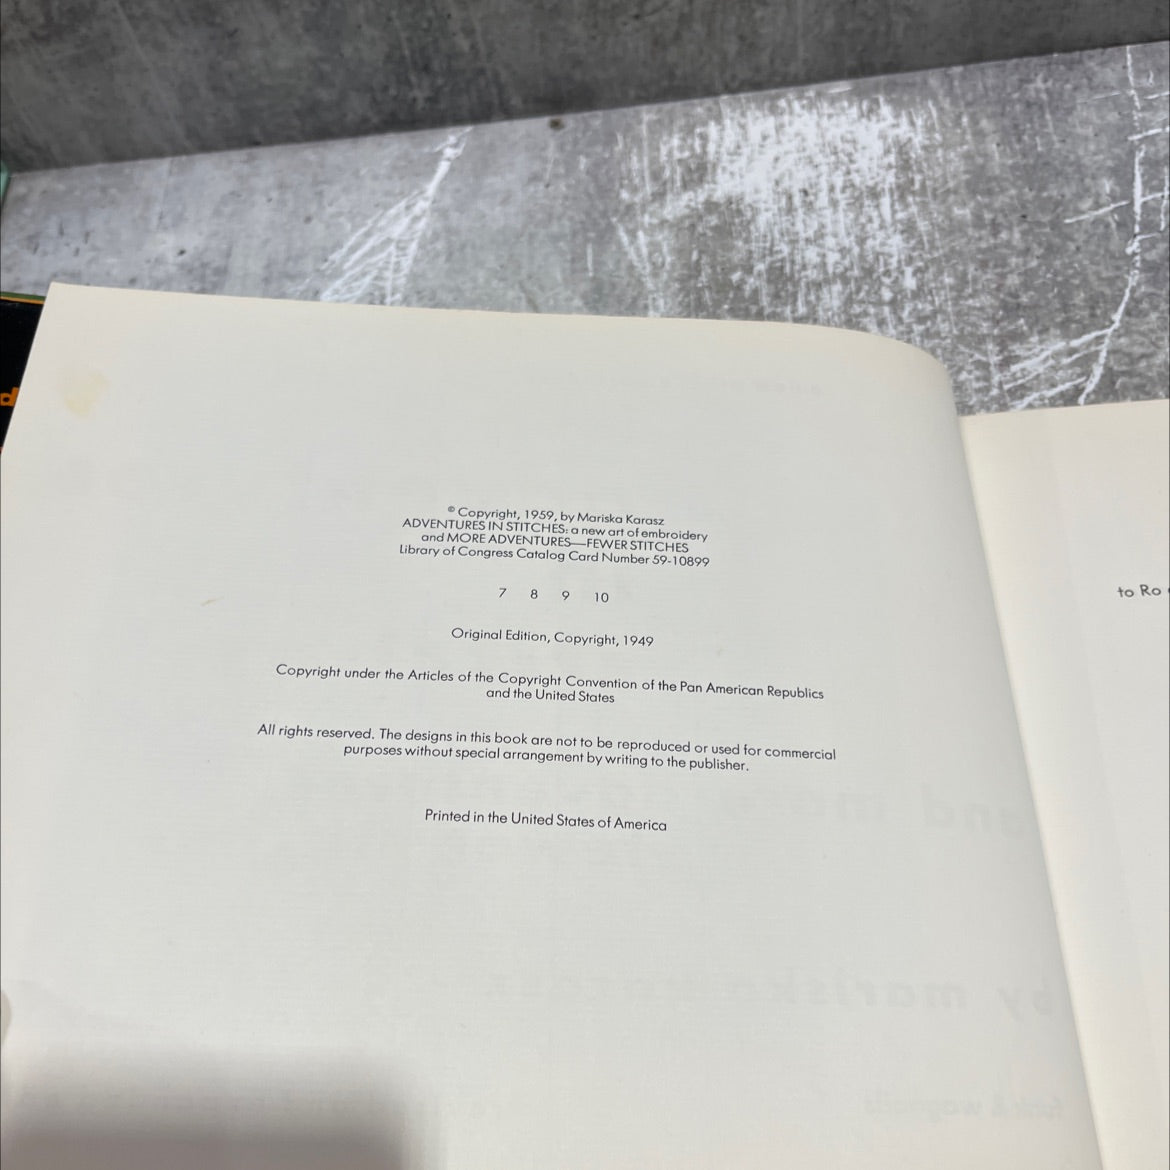 © Copyright, 1959, by Mariska Karasz
ADVENTURES IN STITCHES: a new art of embroidery
and MORE ADVENTURES—FEWER STITCHES
Library of Congress Catalog Card Number 59-10899
7 8 9 10
Original Edition, Copyright, 1949
Copyright under the Articles of the Copyright Convention of the Pan American Republics
and the United States
All rights reserved. The designs in this book are not to be reproduced or used for commercial
purposes without special arrangement by writing to the publisher.
Printed in the United States of America
to Ro
d